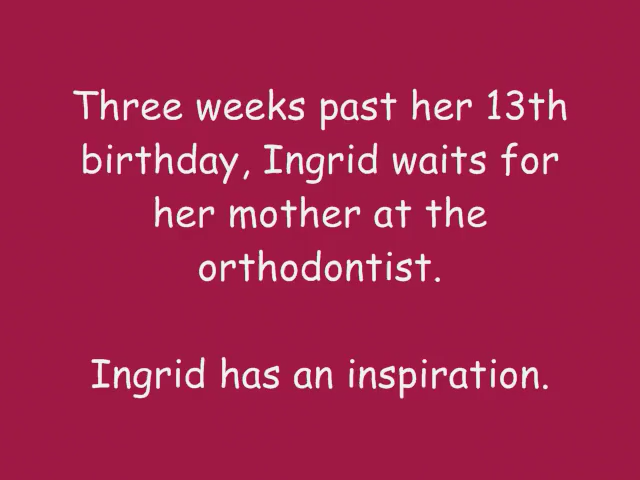 Three weeks past her 13th
birthday, Ingrid waits for
her mother at the
orthodontist.
Ingrid has an inspiration.